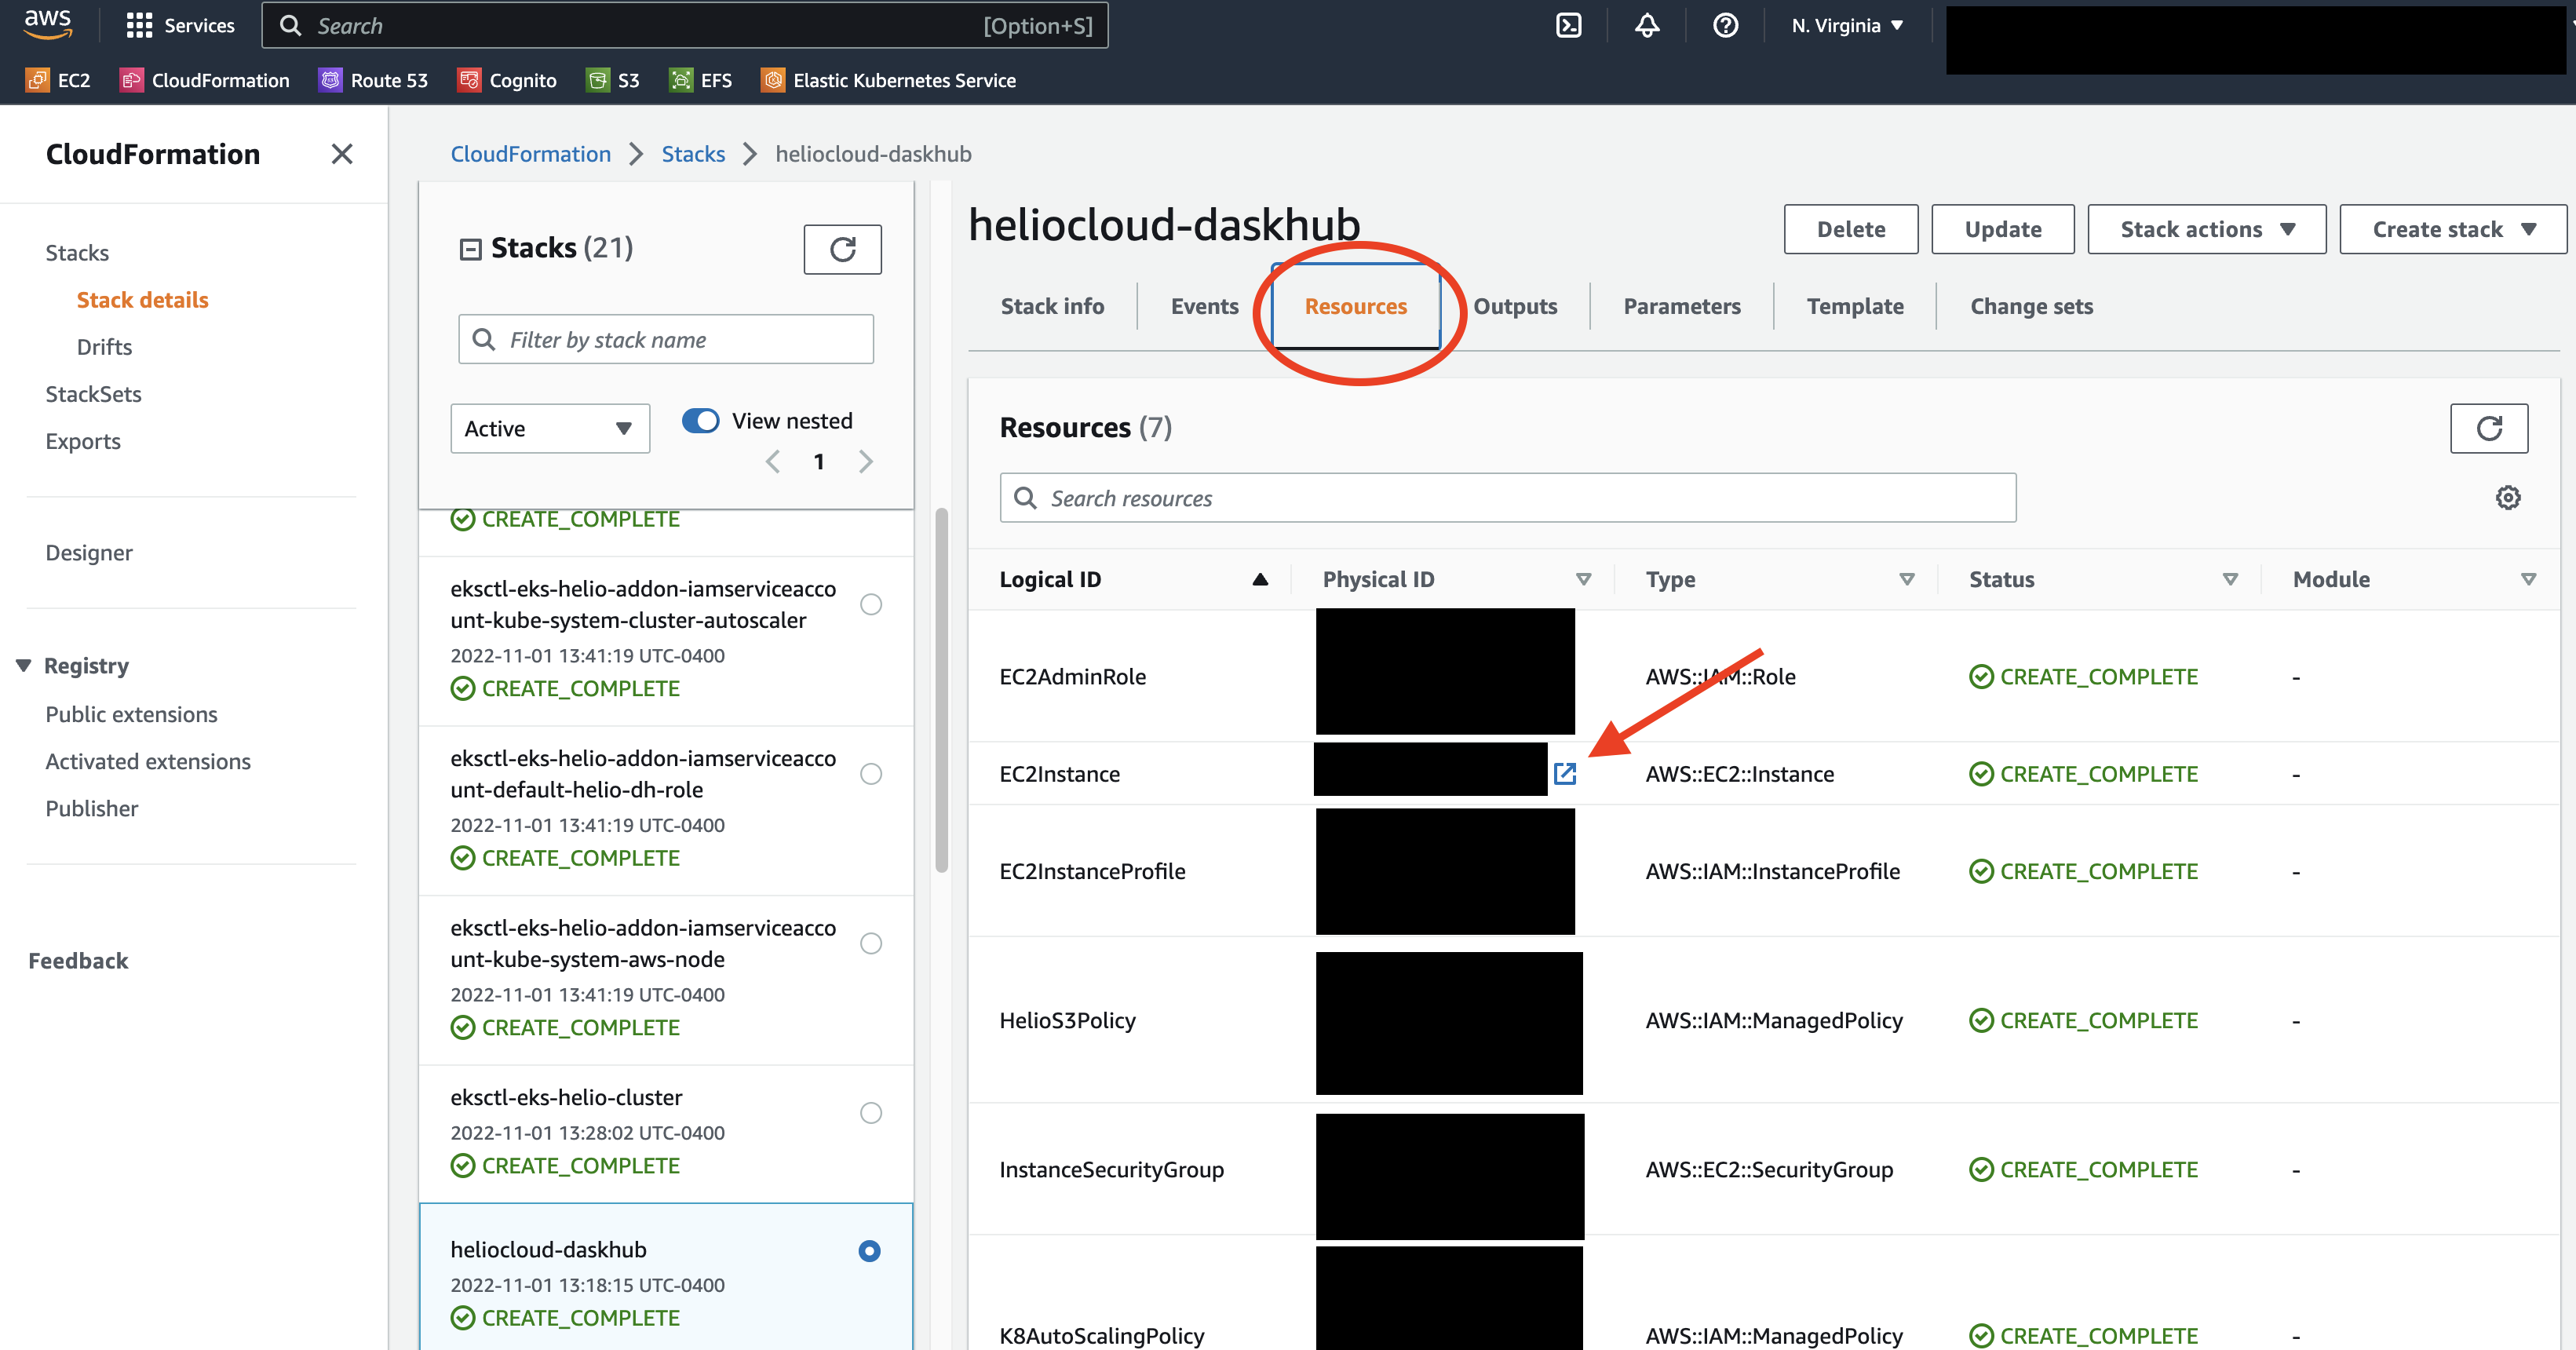 aws
Services
Search
[Option+S]
N. Virginia
EC2
CloudFormation
Route 53
Cognito
S3
EFS
Elastic Kubernetes Service
CloudFormation
Stacks
Stack details
Drifts
StackSets
Exports
Designer
Registry
Public extensions
Activated extensions
Publisher
Feedback
CloudFormation > Stacks > heliocloud-daskhub
Stacks (21)
Filter by stack name
Active
View nested
1
CREATE_COMPLETE
eksctl-eks-helio-addon-iamserviceacco
unt-kube-system-cluster-autoscaler
2022-11-01 13:41:19 UTC-0400
CREATE_COMPLETE
eksctl-eks-helio-addon-iamserviceacco
unt-default-helio-dh-role
2022-11-01 13:41:19 UTC-0400
CREATE_COMPLETE
eksctl-eks-helio-addon-iamserviceacco
unt-kube-system-aws-node
2022-11-01 13:41:19 UTC-0400
CREATE_COMPLETE
eksctl-eks-helio-cluster
2022-11-01 13:28:02 UTC-0400
CREATE_COMPLETE
heliocloud-daskhub
2022-11-01 13:18:15 UTC-0400
CREATE_COMPLETE
heliocloud-daskhub
Delete
Update
Stack actions
Create stack
Stack info
Events
Resources
Outputs
Parameters
Template
Change sets
Resources (7)
Search resources
Logical ID Physical ID Type Status Module
EC2AdminRole AWS::IAM::Role CREATE_COMPLETE -
EC2Instance AWS::EC2::Instance CREATE_COMPLETE -
EC2InstanceProfile AWS::IAM::InstanceProfile CREATE_COMPLETE -
HelioS3Policy AWS::IAM::ManagedPolicy CREATE_COMPLETE -
InstanceSecurityGroup AWS::EC2::SecurityGroup CREATE_COMPLETE -
K8AutoScalingPolicy AWS::IAM::ManagedPolicy CREATE_COMPLETE -